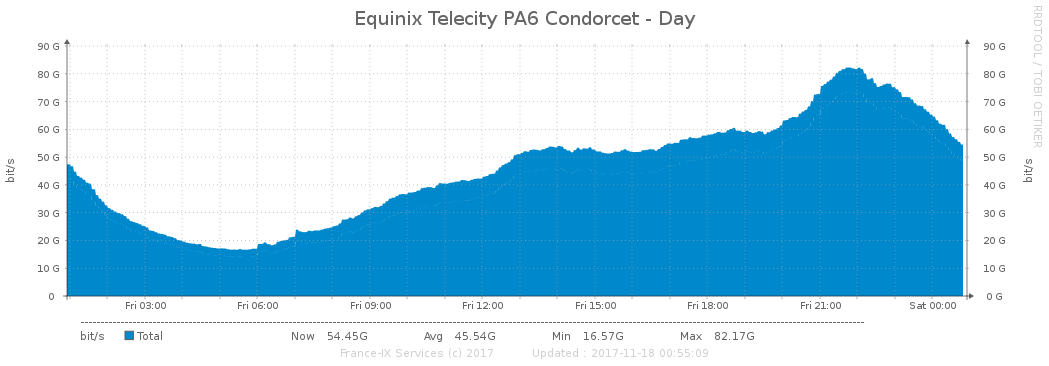 Equinix Telecity PA6 Condorcet - Day
RRDTOOL / TOBI OETIKER
bit/s
90 G
80 G
70 G
60 G
50 G
40 G
30 G
20 G
10 G
0
90 G
80 G
70 G
60 G
50 G
40 G
30 G
20 G
10 G
0 G
bit/s
Fri 03:00 Fri 06:00 Fri 09:00 Fri 12:00 Fri 15:00 Fri 18:00 Fri 21:00 Sat 00:00
bit/s Total Now 54.45G Avg 45.54G Min 16.57G Max 82.17G
France-IX Services (c) 2017 Updated : 2017-11-18 00:55:09